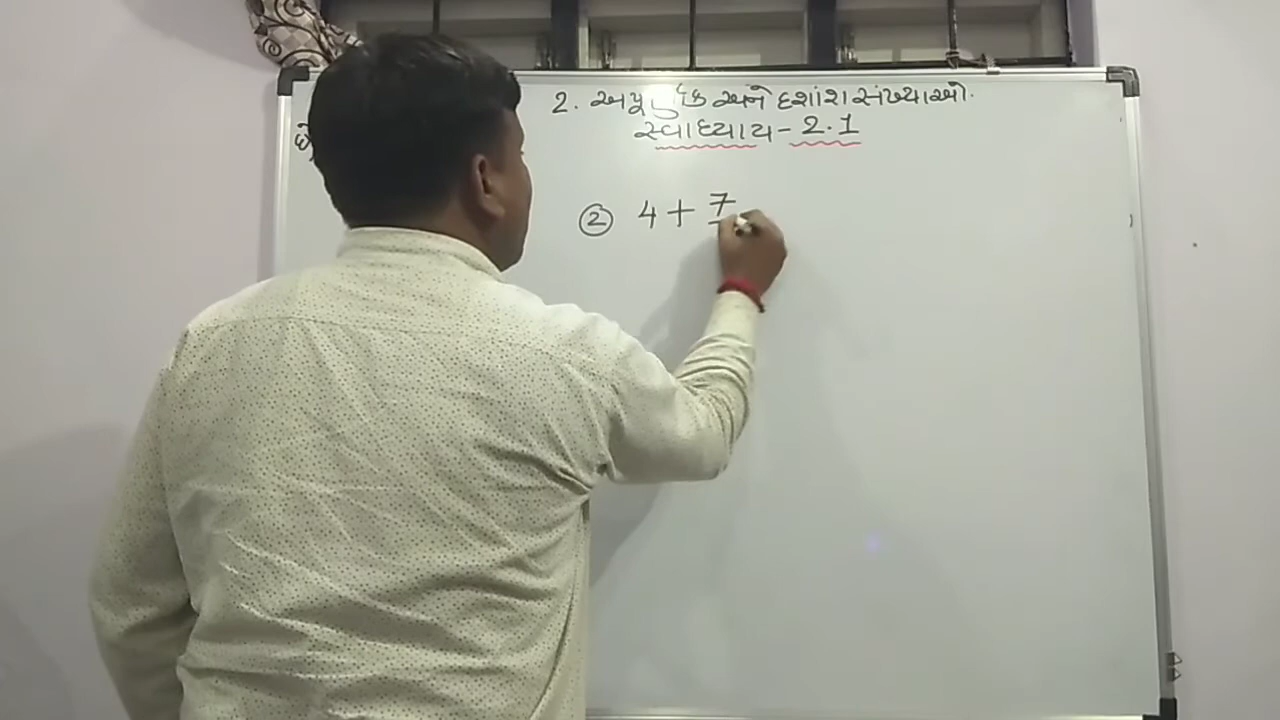 2. અપૂર્ણાંક અને દશાંશ સંખ્યાઓ.
સ્વાધ્યાય - 2.1
② 4 + 7